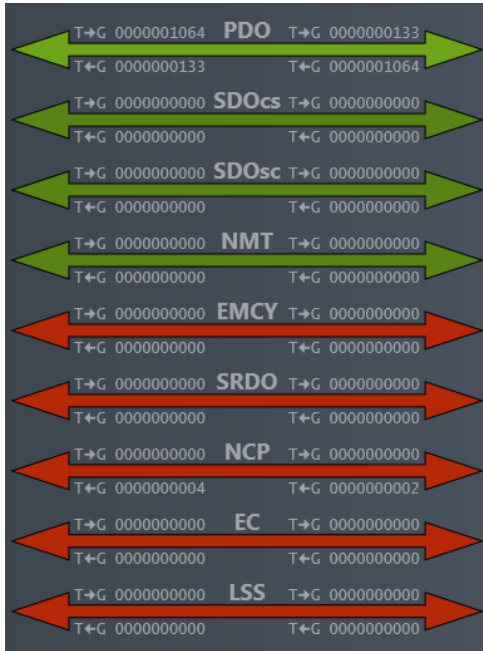 T→G 0000001064 PDO T→G 0000000133
T←G 0000000133 T←G 0000001064
T→G 0000000000 SDOcs T→G 0000000000
T←G 0000000000 T←G 0000000000
T→G 0000000000 SDOsc T→G 0000000000
T←G 0000000000 T←G 0000000000
T→G 0000000000 NMT T→G 0000000000
T←G 0000000000 T←G 0000000000
T→G 0000000000 EMCY T→G 0000000000
T←G 0000000000 T←G 0000000000
T→G 0000000000 SRDO T→G 0000000000
T←G 0000000000 T←G 0000000000
T→G 0000000000 NCP T→G 0000000000
T←G 0000000004 T←G 0000000002
T→G 0000000000 EC T→G 0000000000
T←G 0000000000 T←G 0000000000
T→G 0000000000 LSS T→G 0000000000
T←G 0000000000 T←G 0000000000